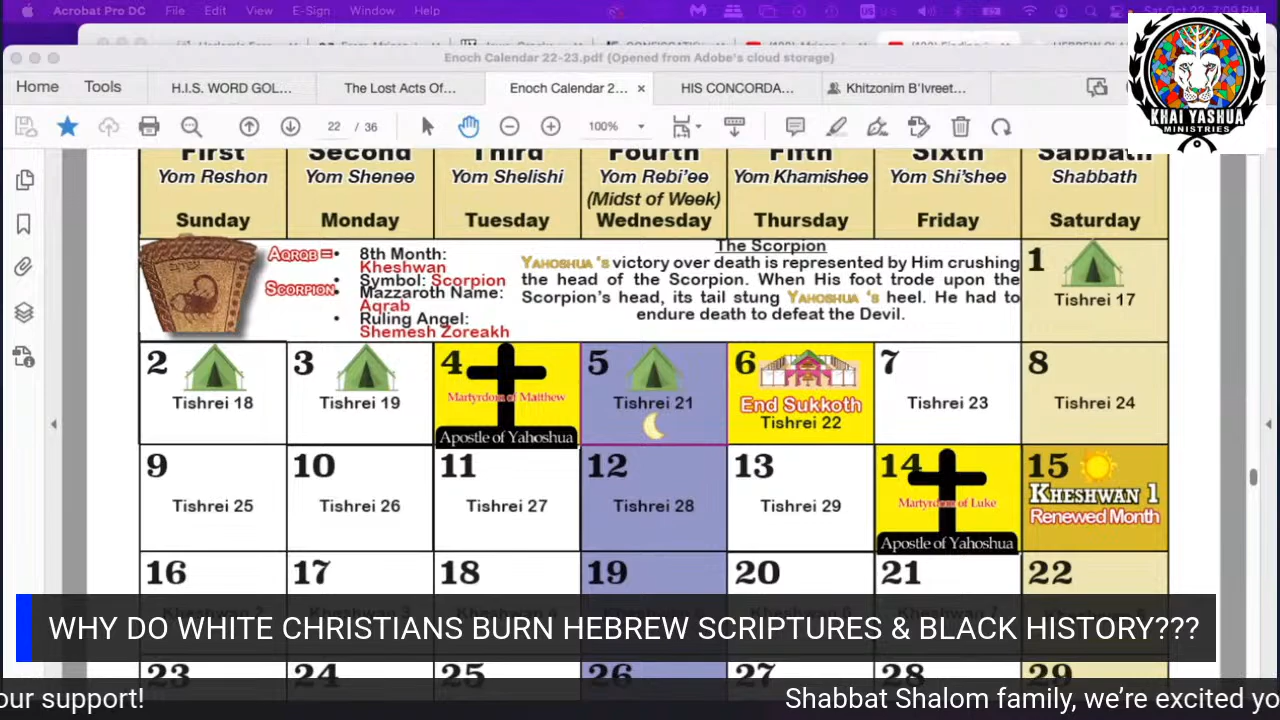 Acrobat Pro DC File Edit View E-Sign Window Help Sat Oct 22 7:09 PM
Enoch Calendar 22-23.pdf (Opened from Adobe's cloud storage)
Home Tools H.I.S. WORD GOL... The Lost Acts Of... Enoch Calendar 2... × HIS CONCORDA... Khitzonim B'Ivreet...
22 / 36 100%
KHAI YASHUA
MINISTRIES
First Second Third Fourth Fifth Sixth Sabbath
Yom Reshon Yom Shenee Yom Shelishi Yom Rebi'ee Yom Khamishee Yom Shi'shee Shabbath
(Midst of Week)
Sunday Monday Tuesday Wednesday Thursday Friday Saturday
Aqrqb =
Scorpion
• 8th Month:
Kheshwan
• Symbol: Scorpion
• Mazzaroth Name:
Aqrab
• Ruling Angel:
Shemesh Zoreakh
The Scorpion
YAHOSHUA 's victory over death is represented by Him crushing
the head of the Scorpion. When His foot trode upon the
Scorpion's head, its tail stung YAHOSHUA 's heel. He had to
endure death to defeat the Devil.
1
Tishrei 17
2
Tishrei 18
3
Tishrei 19
4
Martyrdom of Matthew
Apostle of Yahoshua
5
Tishrei 21
6
End Sukkoth
Tishrei 22
7
Tishrei 23
8
Tishrei 24
9
Tishrei 25
10
Tishrei 26
11
Tishrei 27
12
Tishrei 28
13
Tishrei 29
14
Martyrdom of Luke
Apostle of Yahoshua
15
KHESHWAN 1
Renewed Month
16 17 18 19 20 21 22
WHY DO WHITE CHRISTIANS BURN HEBREW SCRIPTURES & BLACK HISTORY???
23 24 25 26 27 28 29
our support! Shabbat Shalom family, we're excited yo